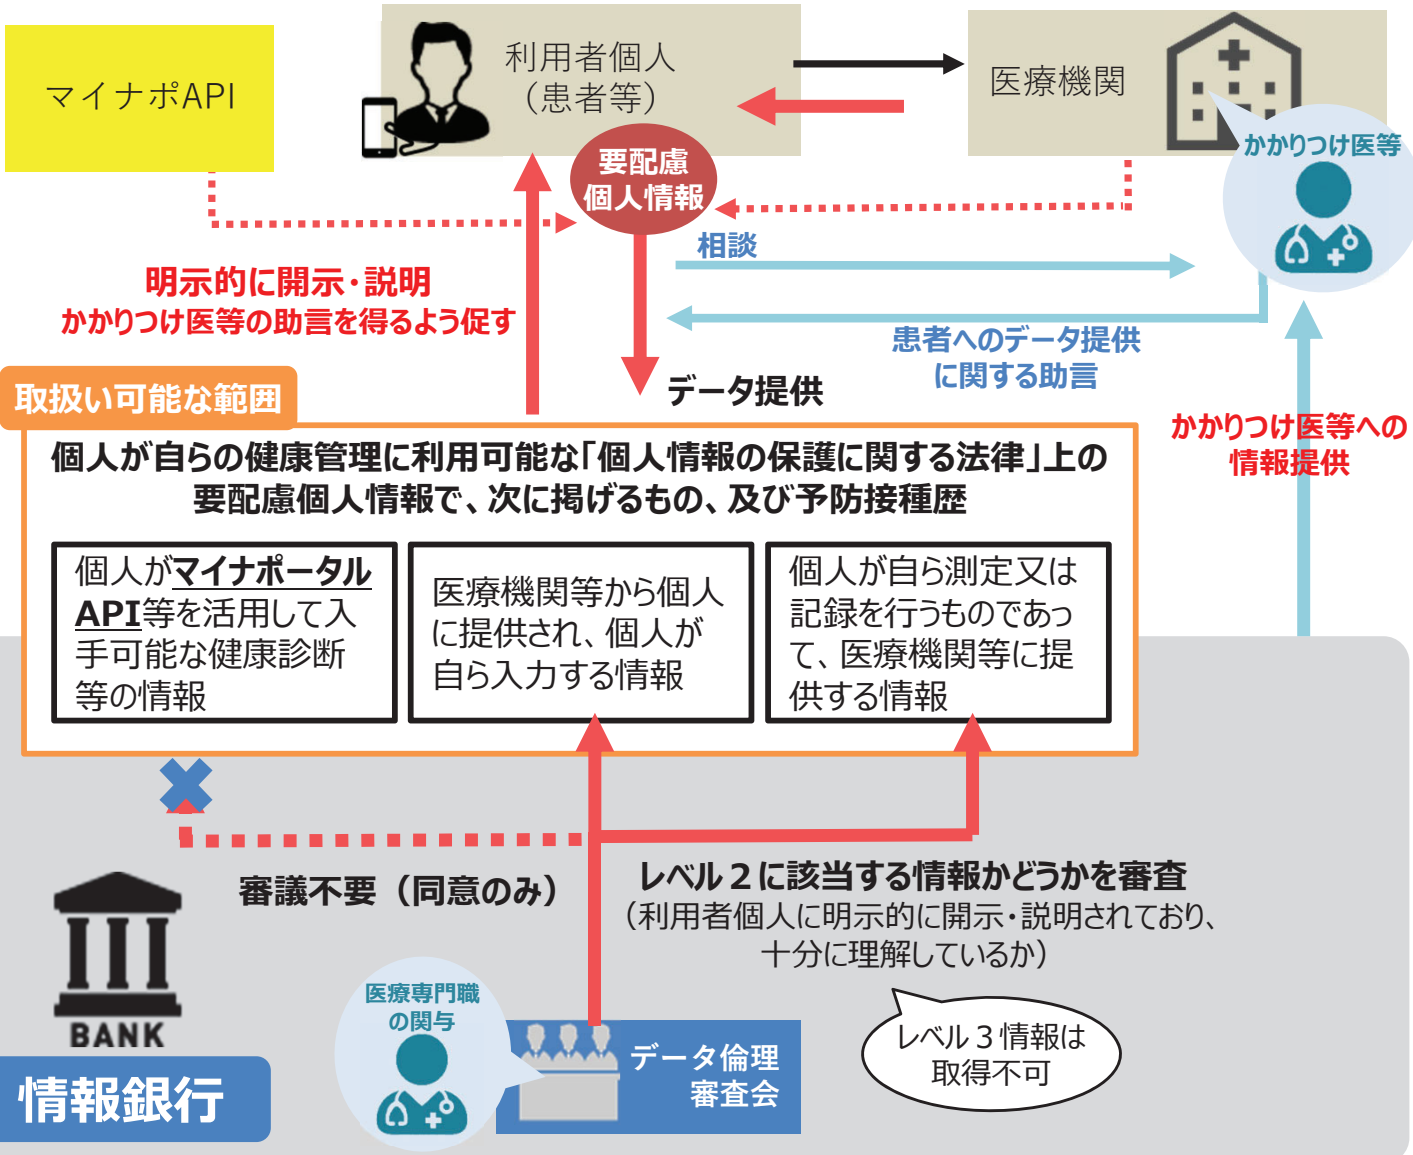 マイナポAPI
利用者個人
（患者等）
医療機関
かかりつけ医等
要配慮
個人情報
相談
明示的に開示・説明
かかりつけ医等の助言を得るよう促す
患者へのデータ提供
に関する助言
データ提供
かかりつけ医等への
情報提供
取扱い可能な範囲
個人が自らの健康管理に利用可能な「個人情報の保護に関する法律」上の
要配慮個人情報で、次に掲げるもの、及び予防接種歴
個人がマイナポータル
API等を活用して入
手可能な健康診断
等の情報
医療機関等から個人
に提供され、個人が
自ら入力する情報
個人が自ら測定又は
記録を行うものであっ
て、医療機関等に提
供する情報
審議不要（同意のみ）
レベル２に該当する情報かどうかを審査
（利用者個人に明示的に開示・説明されており、
十分に理解しているか）
レベル３情報は
取得不可
BANK
情報銀行
医療専門職
の関与
データ倫理
審査会